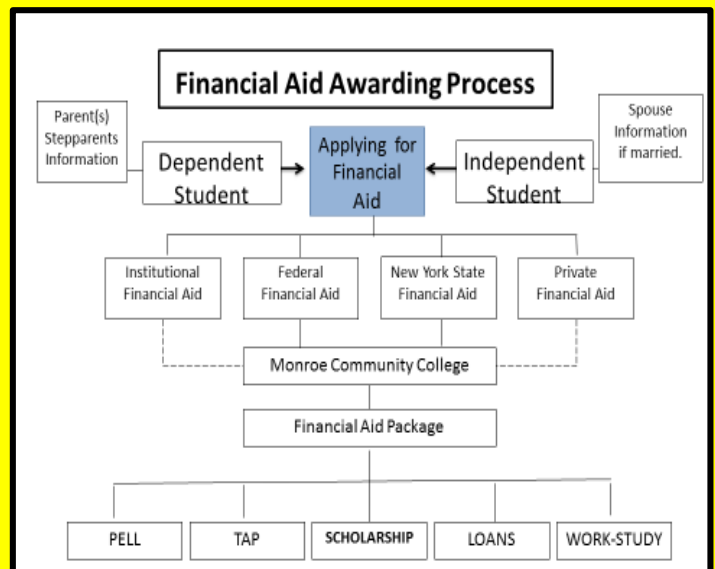 Financial Aid Awarding Process
Parent(s)
Stepparents
Information
Dependent
Student
Applying for
Financial
Aid
Independent
Student
Spouse
Information
if married.
Institutional
Financial Aid
Federal
Financial Aid
New York State
Financial Aid
Private
Financial Aid
Monroe Community College
Financial Aid Package
PELL
TAP
SCHOLARSHIP
LOANS
WORK-STUDY